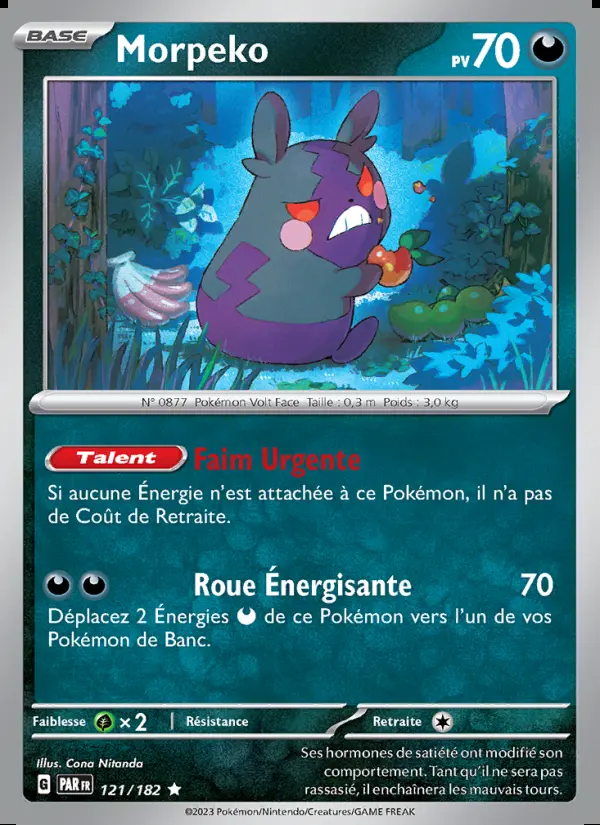 BASE Morpeko PV 70
N° 0877 Pokémon Volt Face Taille : 0,3 m Poids : 3,0 kg
Talent Faim Urgente
Si aucune Énergie n'est attachée à ce Pokémon, il n'a pas
de Coût de Retraite.
Roue Énergisante 70
Déplacez 2 Énergies de ce Pokémon vers l'un de vos
Pokémon de Banc.
Faiblesse ×2 Résistance Retraite
Illus. Cona Nitanda
G PAR FR 121/182
Ses hormones de satiété ont modifié son
comportement. Tant qu'il ne sera pas
rassasié, il enchaînera les mauvais tours.
©2023 Pokémon/Nintendo/Creatures/GAME FREAK